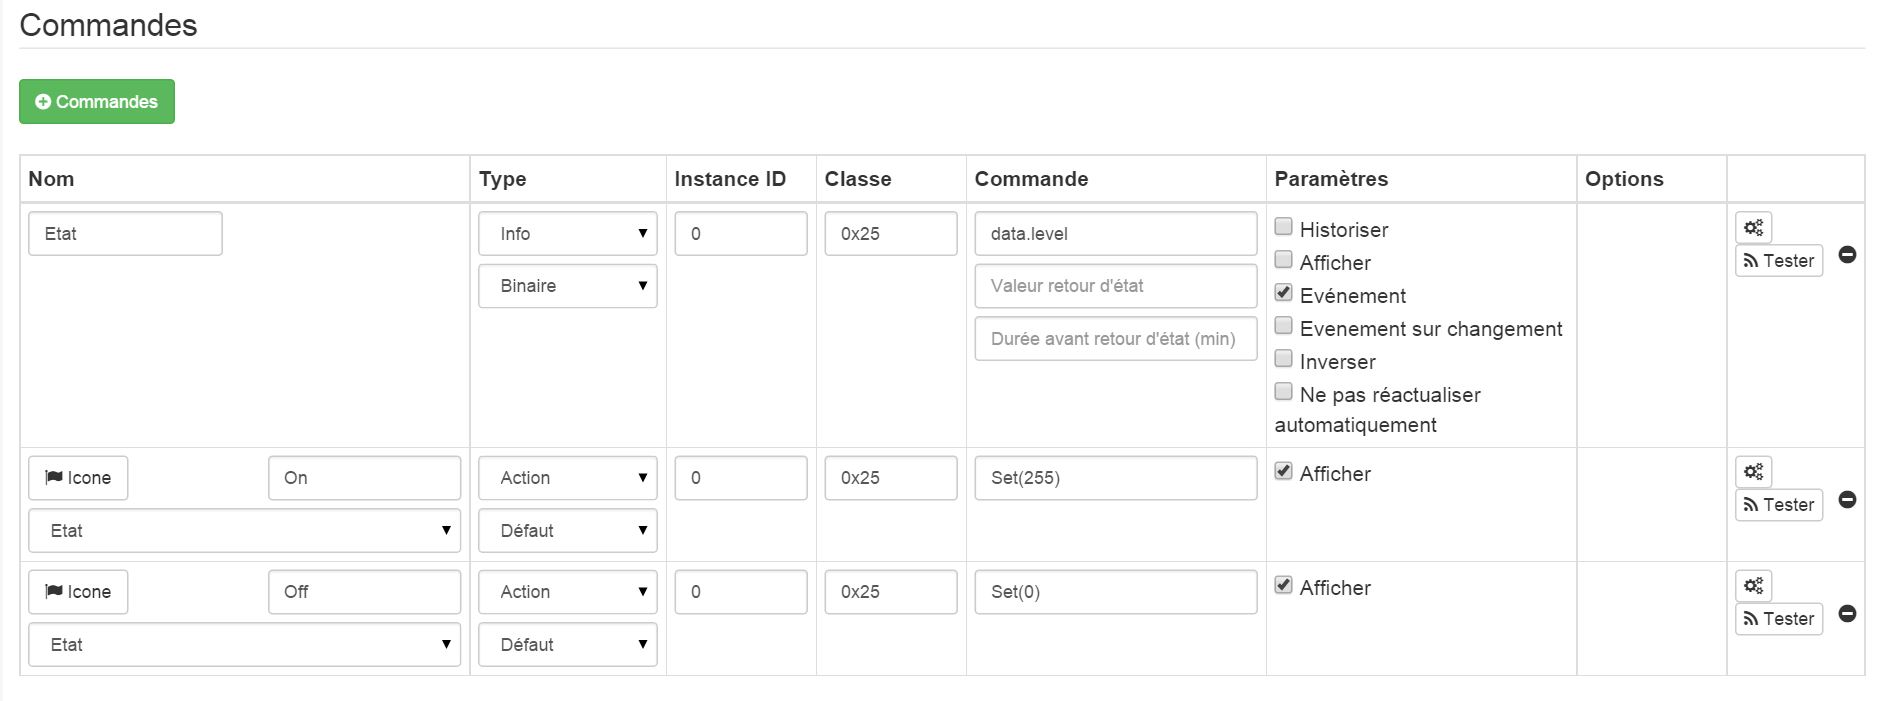 Commandes
Commandes
Nom Type Instance ID Classe Commande Paramètres Options
Etat Info 0 0x25 data.level Historiser
Afficher
Binaire Valeur retour d'état Evénement Tester
Durée avant retour d'état (min) Evenement sur changement
Inverser
Ne pas réactualiser
automatiquement
Icone On Action 0 0x25 Set(255) Afficher
Etat Défaut Tester
Icone Off Action 0 0x25 Set(0) Afficher
Etat Défaut Tester